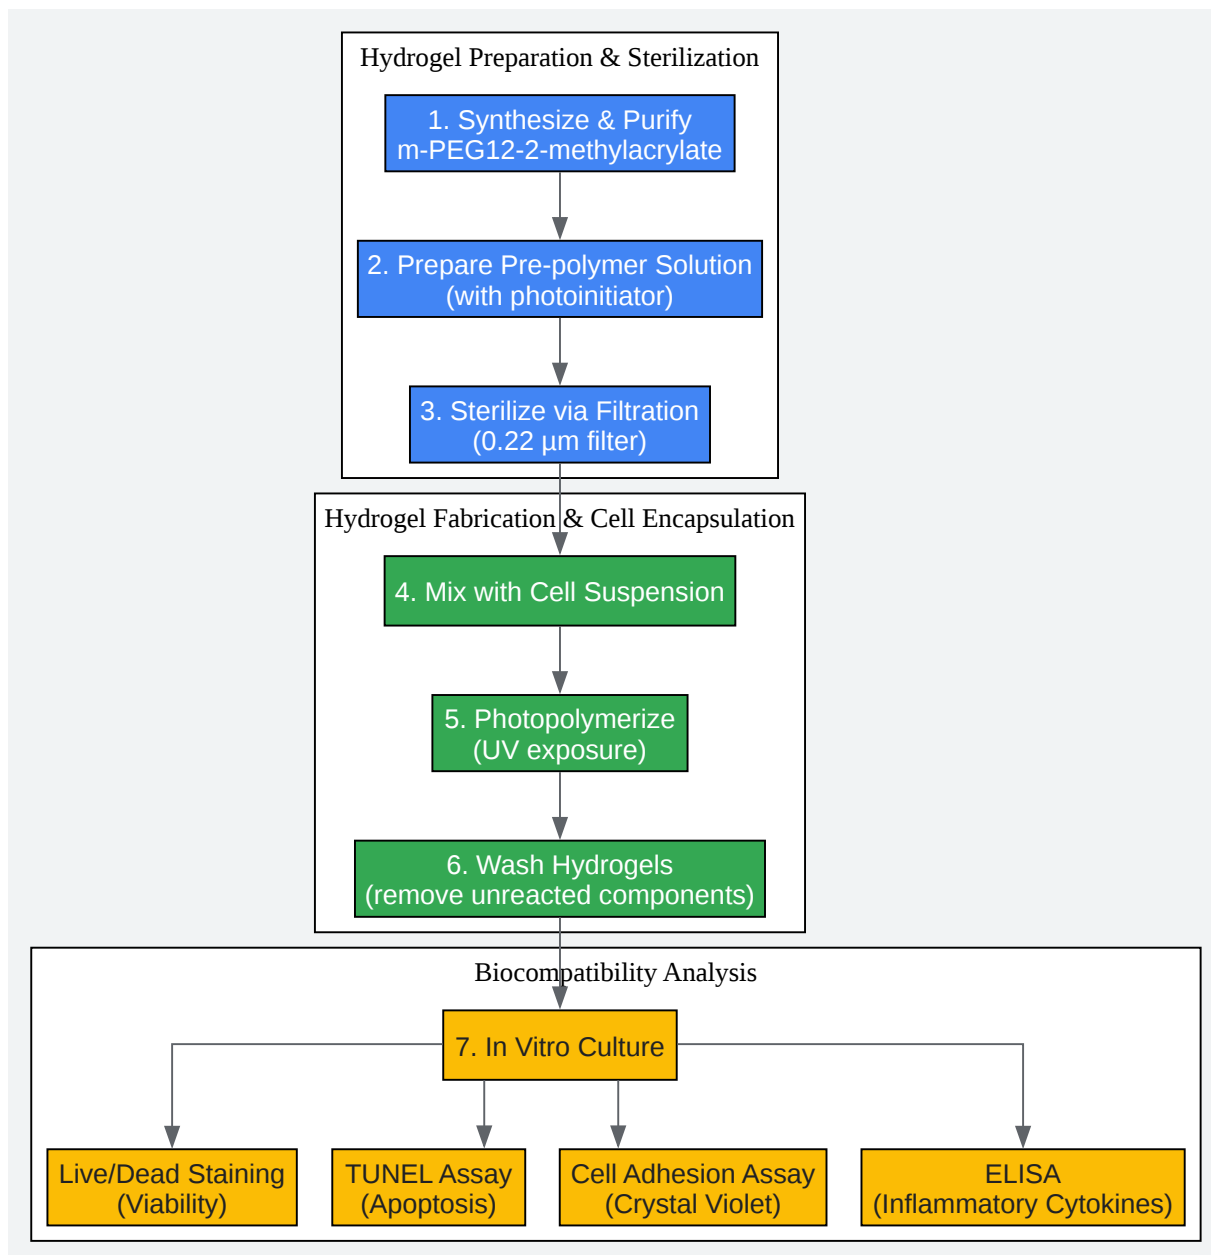 Hydrogel Preparation & Sterilization
1. Synthesize & Purify
m-PEG12-2-methylacrylate
2. Prepare Pre-polymer Solution
(with photoinitiator)
3. Sterilize via Filtration
(0.22 µm filter)
Hydrogel Fabrication & Cell Encapsulation
4. Mix with Cell Suspension
5. Photopolymerize
(UV exposure)
6. Wash Hydrogels
(remove unreacted components)
Biocompatibility Analysis
7. In Vitro Culture
Live/Dead Staining
(Viability)
TUNEL Assay
(Apoptosis)
Cell Adhesion Assay
(Crystal Violet)
ELISA
(Inflammatory Cytokines)